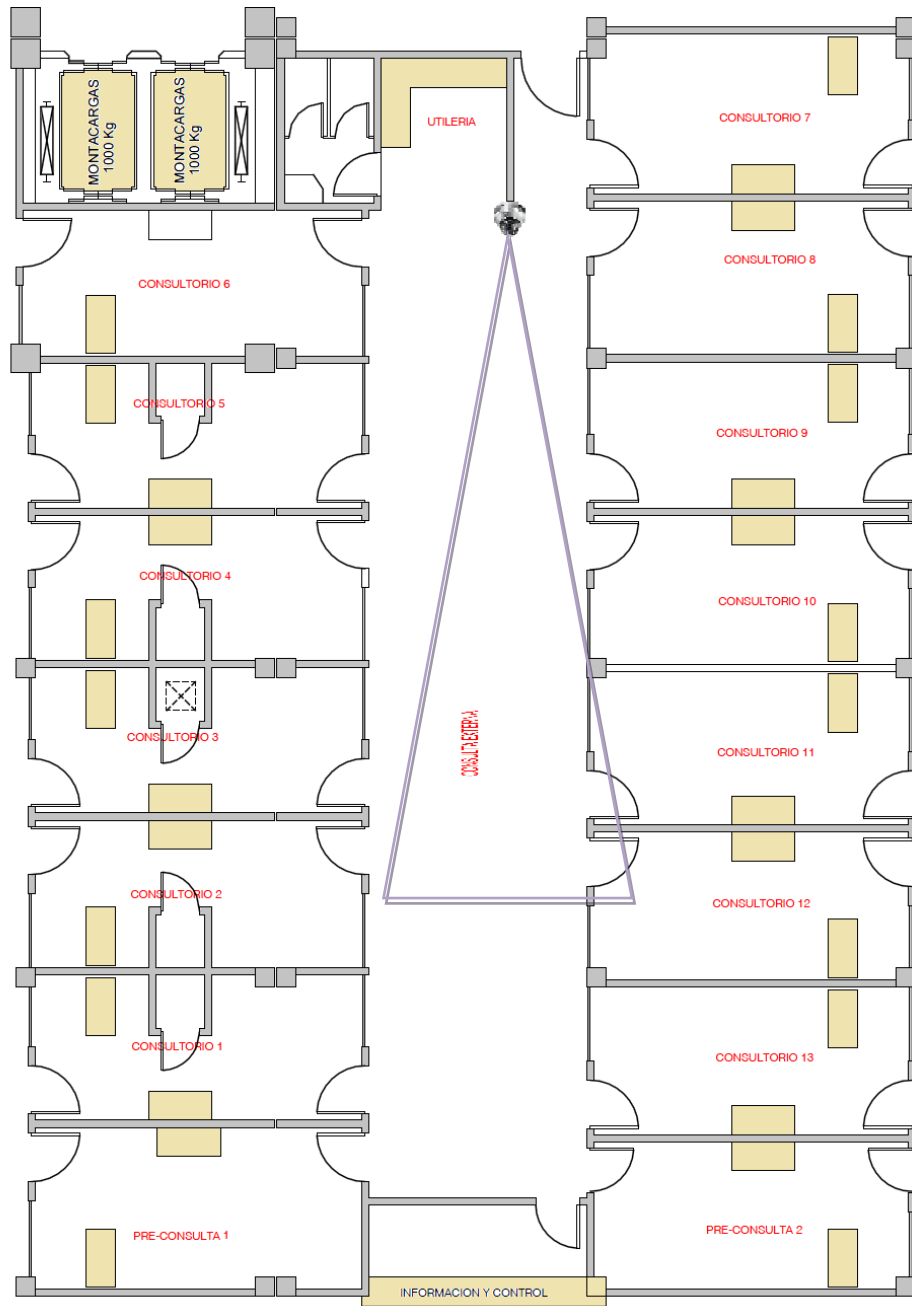 MONTACARGAS
1000 Kg
MONTACARGAS
1000 Kg
UTILERIA
CONSULTORIO 7
CONSULTORIO 6
CONSULTORIO 8
CONSULTORIO 5
CONSULTORIO 9
CONSULTORIO 4
CONSULTORIO 10
CONSULTA EXTERNA
CONSULTORIO 3
CONSULTORIO 11
CONSULTORIO 2
CONSULTORIO 12
CONSULTORIO 1
CONSULTORIO 13
PRE-CONSULTA 1
PRE-CONSULTA 2
INFORMACION Y CONTROL